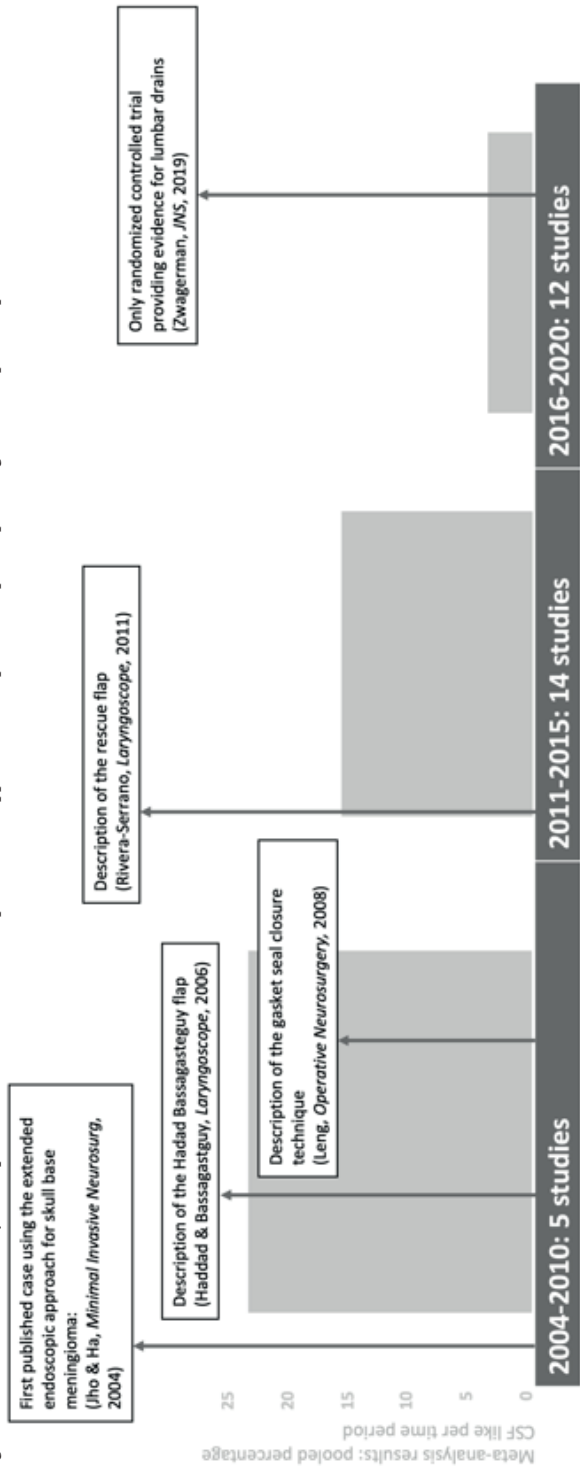 First published case using the extended
endoscopic approach for skull base
meningioma:
(Jho & Ha, Minimal Invasive Neurosurg,
2004)
Description of the Hadad Bassagasteguy flap
(Haddad & Bassagastguy, Laryngoscope, 2006)
Description of the gasket seal closure
technique
(Leng, Operative Neurosurgery, 2008)
Description of the rescue flap
(Rivera-Serrano, Laryngoscope, 2011)
Only randomized controlled trial
providing evidence for lumbar drains
(Zwagerman, JNS, 2019)
Meta-analysis results: pooled percentage
CSF like per time period
25
20
15
10
5
0
2004-2010: 5 studies
2011-2015: 14 studies
2016-2020: 12 studies